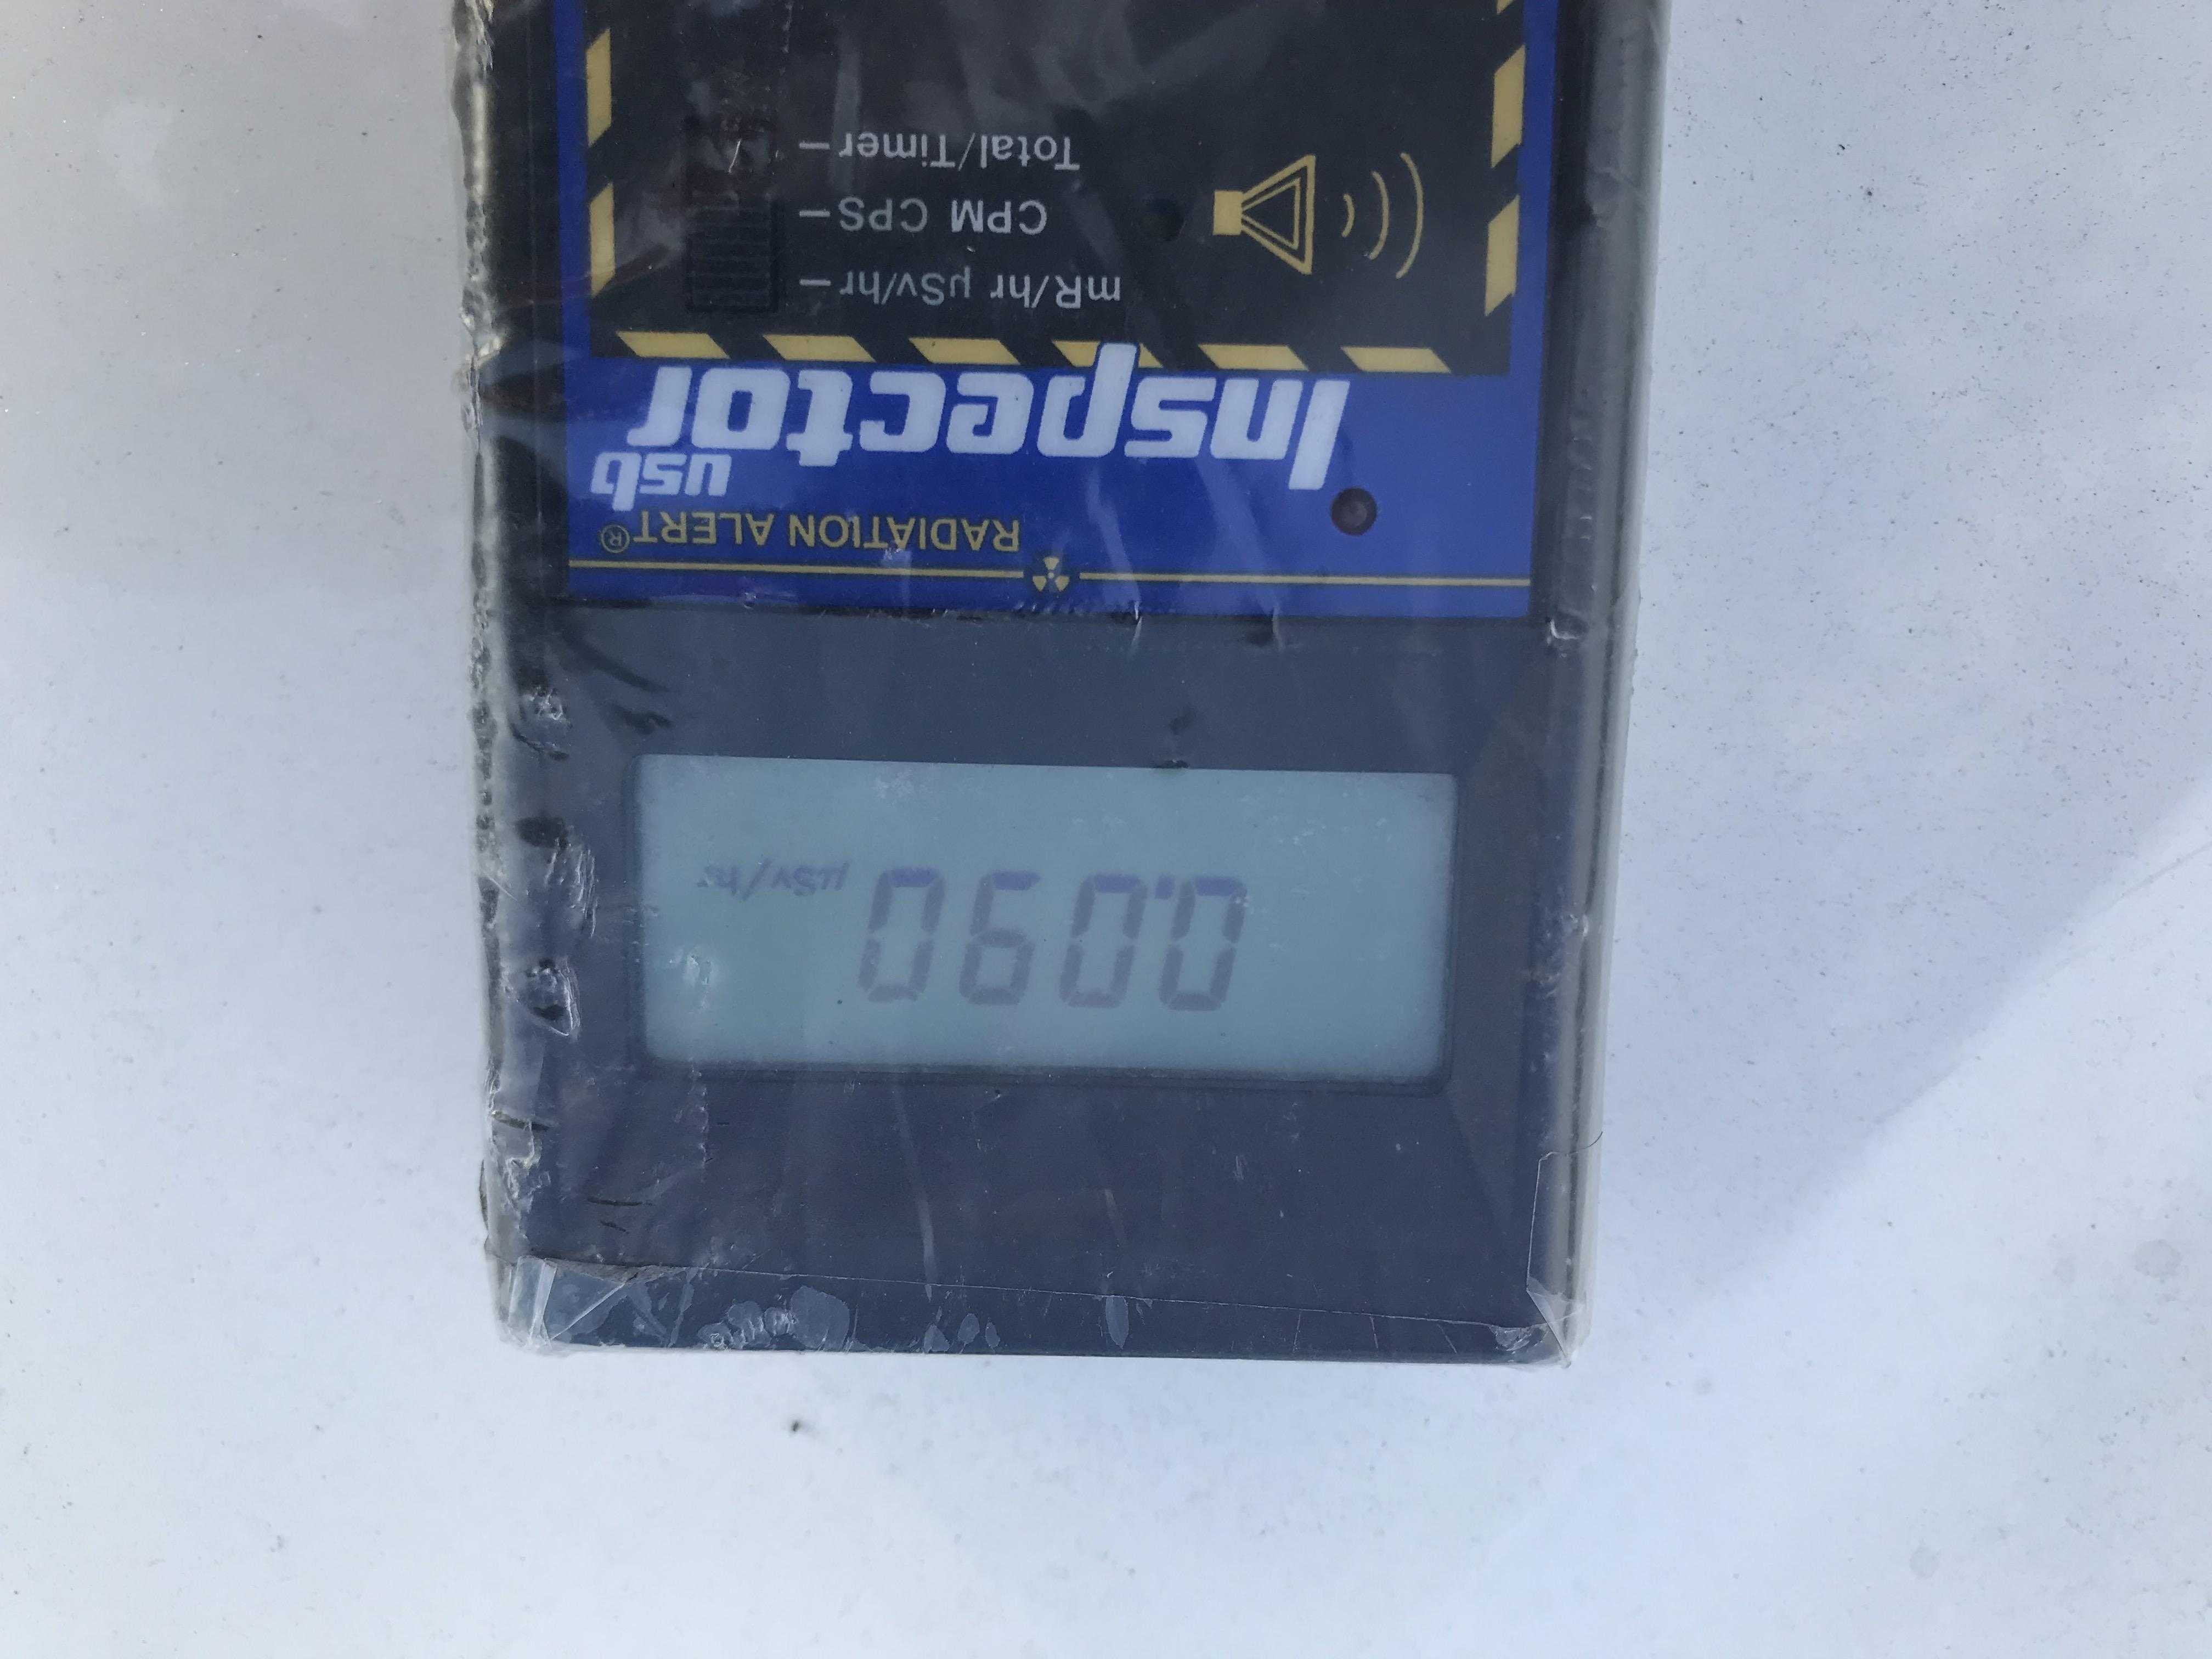 0.090 µSv/hr
RADIATION ALERT®
Inspector
usb
mR/hr µSv/hr –
CPM CPS –
Total/Timer –